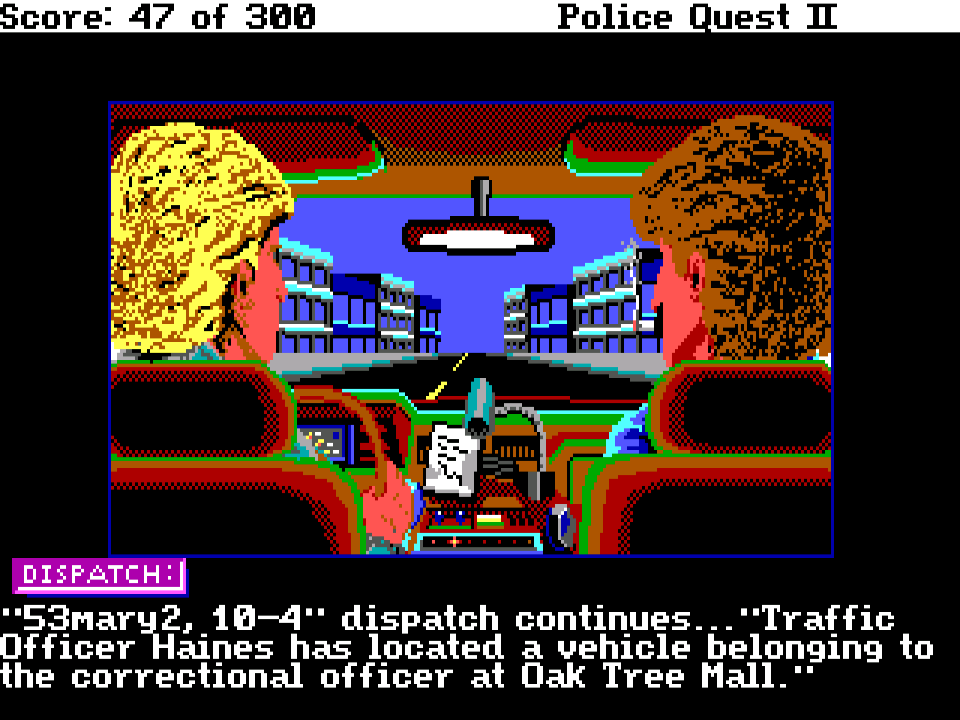 Score: 47 of 300 Police Quest II
DISPATCH:
"53mary2, 10-4" dispatch continues..."Traffic
Officer Haines has located a vehicle belonging to
the correctional officer at Oak Tree Mall."